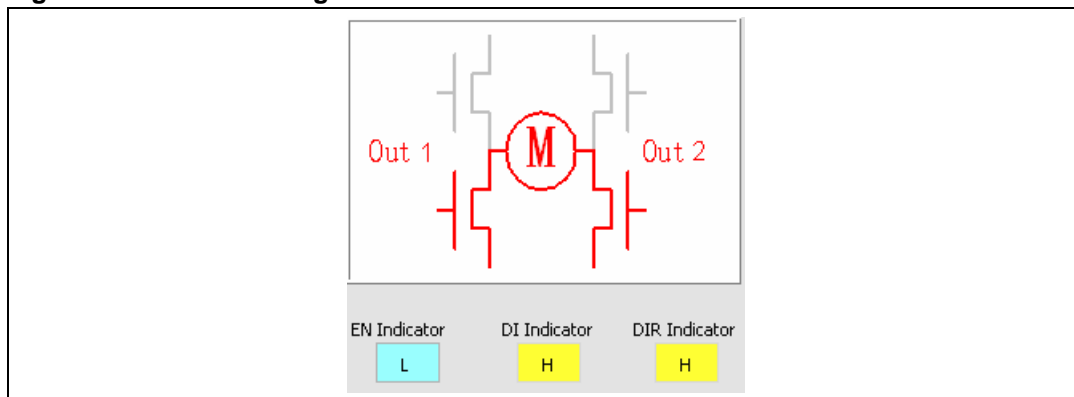 Out 1
M
Out 2
EN Indicator
DI Indicator
DIR Indicator
L
H
H